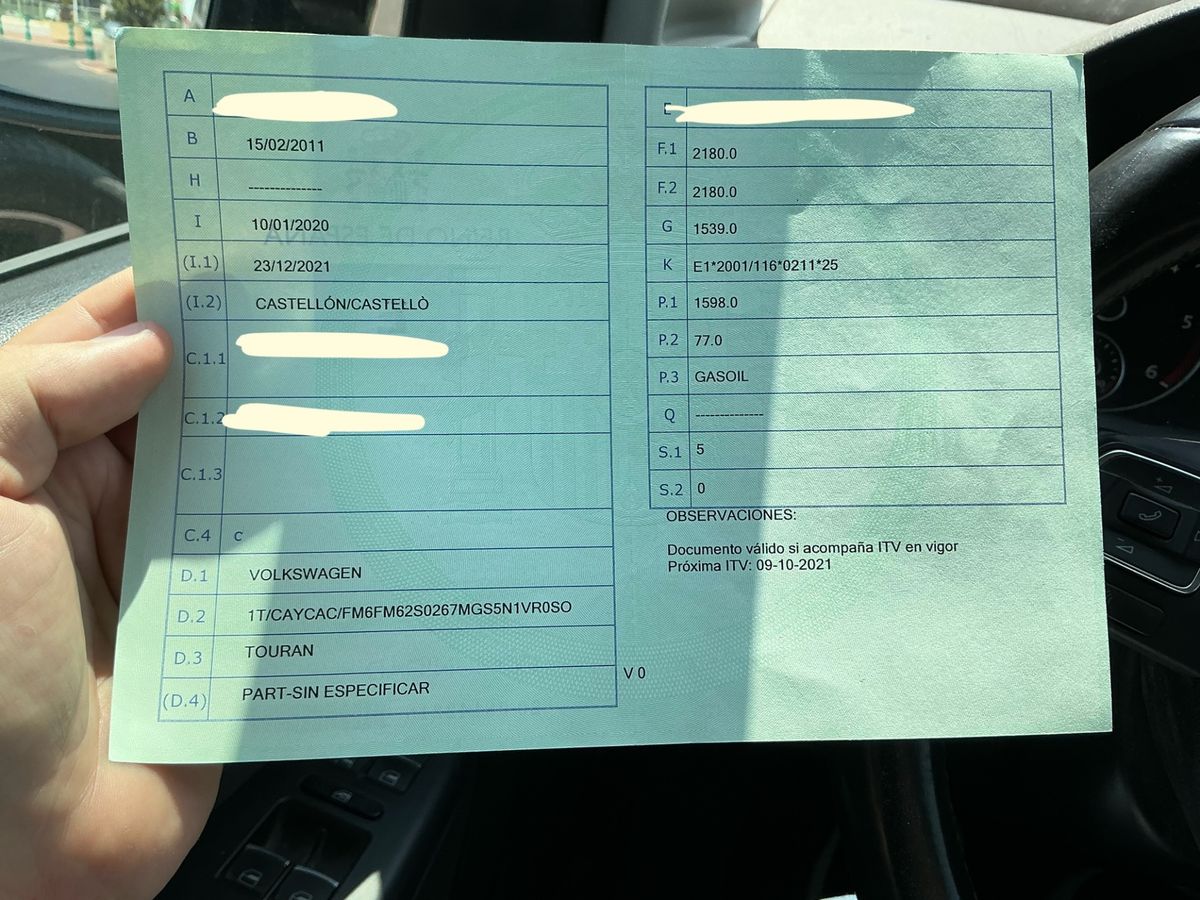 A
B 15/02/2011
H --------------
I 10/01/2020
(I.1) 23/12/2021
(I.2) CASTELLÓN/CASTELLÒ
C.1.1
C.1.2
C.1.3
C.4 c
D.1 VOLKSWAGEN
D.2 1T/CAYCAC/FM6FM62S0267MGS5N1VR0SO
D.3 TOURAN
(D.4) PART-SIN ESPECIFICAR
V 0
E
F.1 2180.0
F.2 2180.0
G 1539.0
K E1*2001/116*0211*25
P.1 1598.0
P.2 77.0
P.3 GASOIL
Q --------------
S.1 5
S.2 0
OBSERVACIONES:
Documento válido si acompaña ITV en vigor
Próxima ITV: 09-10-2021
5
6